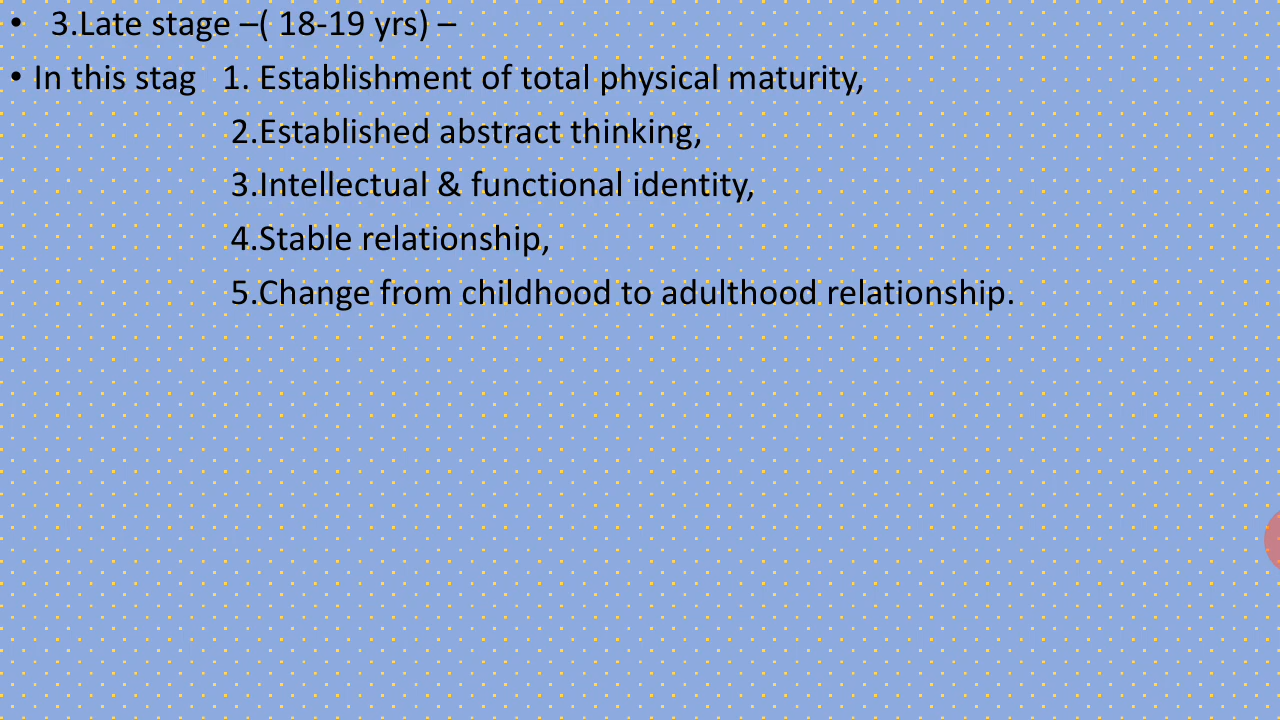 • 3.Late stage –( 18-19 yrs) –
• In this stag 1. Establishment of total physical maturity,
2.Established abstract thinking,
3.Intellectual & functional identity,
4.Stable relationship,
5.Change from childhood to adulthood relationship.